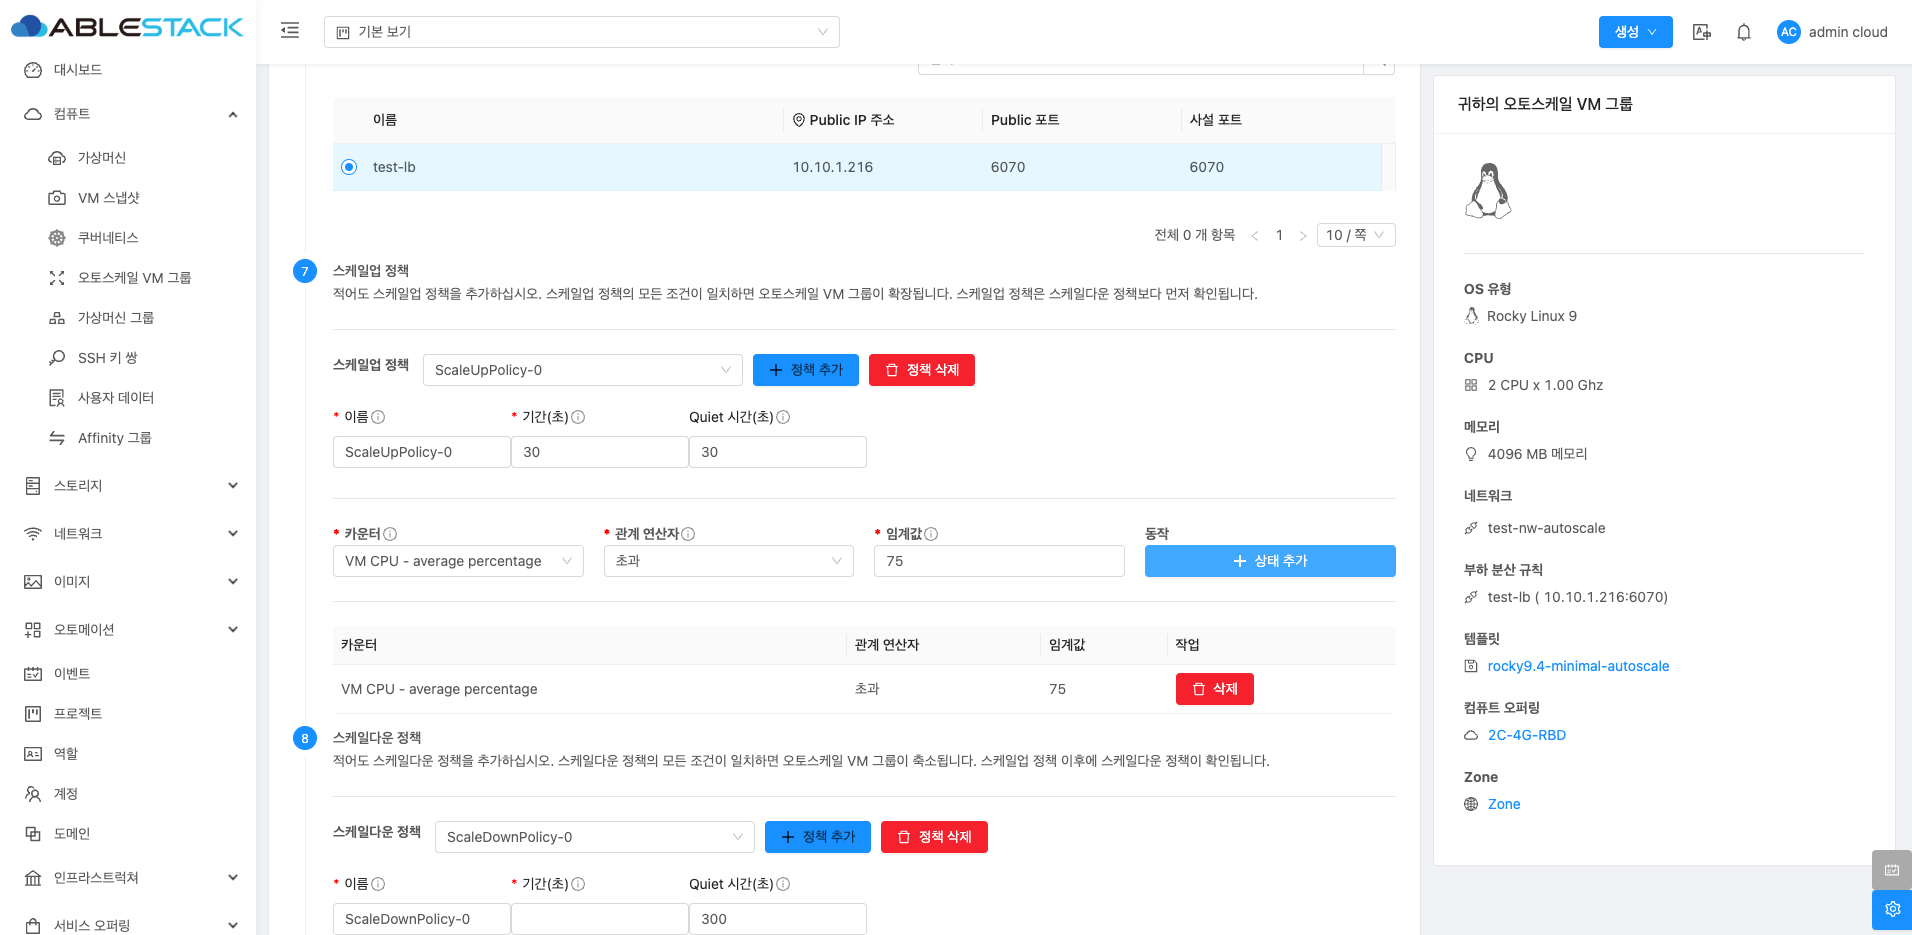 ABLESTACK
기본 보기
생성
AC
admin cloud
대시보드
컴퓨트
가상머신
VM 스냅샷
쿠버네티스
오토스케일 VM 그룹
가상머신 그룹
SSH 키 쌍
사용자 데이터
Affinity 그룹
스토리지
네트워크
이미지
오토메이션
이벤트
프로젝트
역할
계정
도메인
인프라스트럭쳐
서비스 오퍼링
이름 Public IP 주소 Public 포트 사설 포트
test-lb 10.10.1.216 6070 6070
전체 0 개 항목 1 10 / 쪽
7 스케일업 정책
적어도 스케일업 정책을 추가하십시오. 스케일업 정책의 모든 조건이 일치하면 오토스케일 VM 그룹이 확장됩니다. 스케일업 정책은 스케일다운 정책보다 먼저 확인됩니다.
스케일업 정책 ScaleUpPolicy-0 정책 추가 정책 삭제
* 이름 * 기간(초) Quiet 시간(초)
ScaleUpPolicy-0 30 30
* 카운터 * 관계 연산자 * 임계값 동작
VM CPU - average percentage 초과 75 상태 추가
카운터 관계 연산자 임계값 작업
VM CPU - average percentage 초과 75 삭제
8 스케일다운 정책
적어도 스케일다운 정책을 추가하십시오. 스케일다운 정책의 모든 조건이 일치하면 오토스케일 VM 그룹이 축소됩니다. 스케일업 정책 이후에 스케일다운 정책이 확인됩니다.
스케일다운 정책 ScaleDownPolicy-0 정책 추가 정책 삭제
* 이름 * 기간(초) Quiet 시간(초)
ScaleDownPolicy-0 300
귀하의 오토스케일 VM 그룹
OS 유형
Rocky Linux 9
CPU
2 CPU x 1.00 Ghz
메모리
4096 MB 메모리
네트워크
test-nw-autoscale
부하 분산 규칙
test-lb ( 10.10.1.216:6070)
템플릿
rocky9.4-minimal-autoscale
컴퓨트 오퍼링
2C-4G-RBD
Zone
Zone